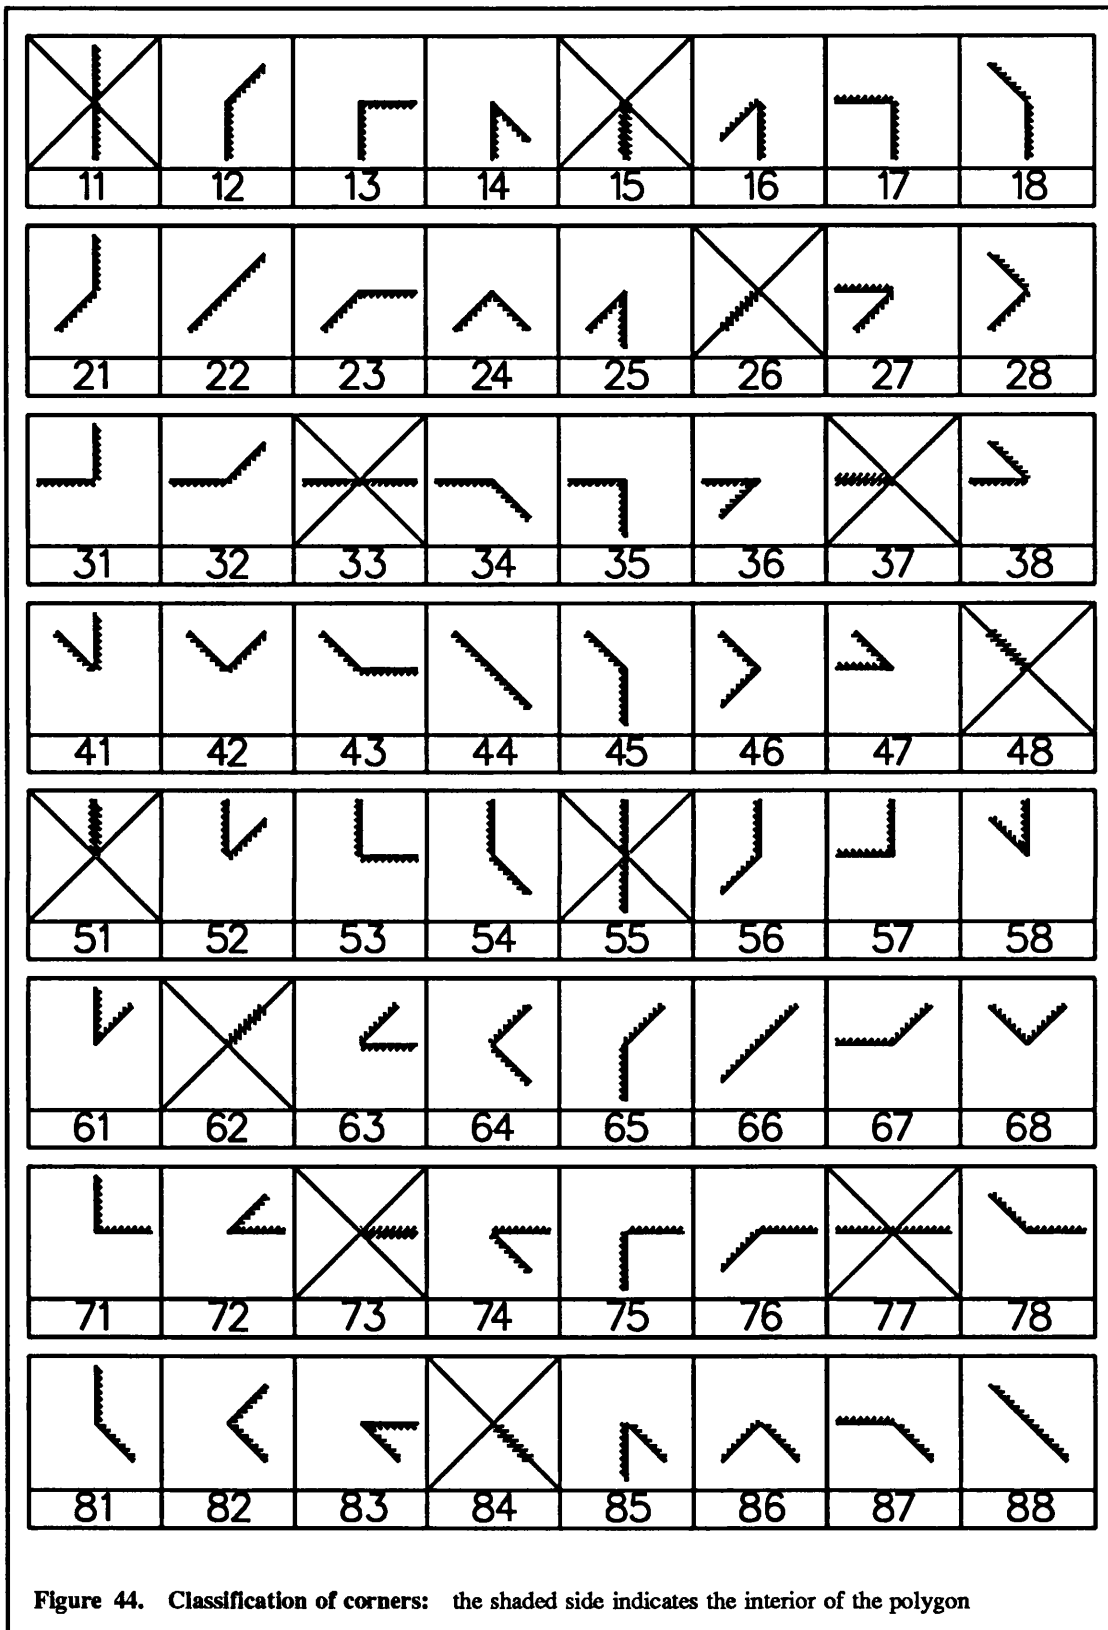 11 12 13 14 15 16 17 18
21 22 23 24 25 26 27 28
31 32 33 34 35 36 37 38
41 42 43 44 45 46 47 48
51 52 53 54 55 56 57 58
61 62 63 64 65 66 67 68
71 72 73 74 75 76 77 78
81 82 83 84 85 86 87 88
Figure 44. Classification of corners: the shaded side indicates the interior of the polygon